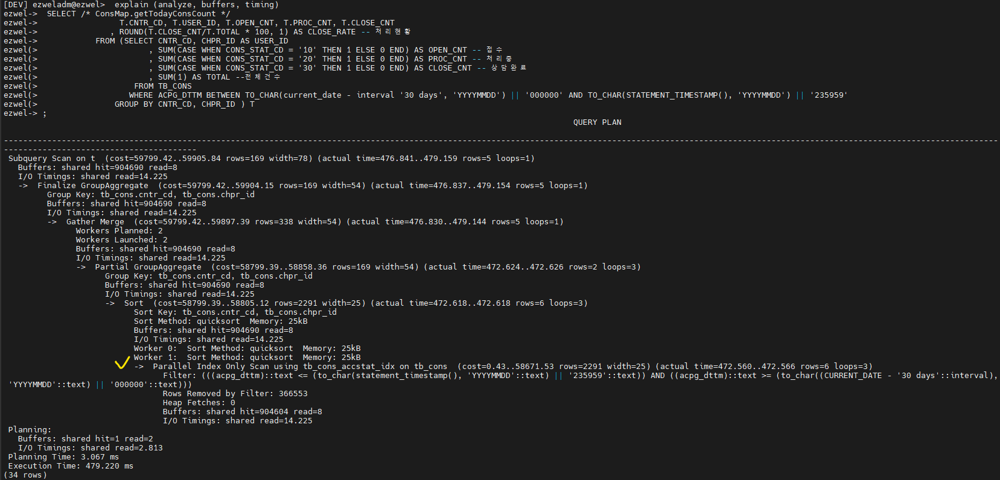 [DEV] ezweladm@ezwel>  explain (analyze, buffers, timing)
ezwel->  SELECT /* ConsMap.getTodayConsCount */
ezwel->                 T.CNTR_CD, T.USER_ID, T.OPEN_CNT, T.PROC_CNT, T.CLOSE_CNT
ezwel->               , ROUND(T.CLOSE_CNT/T.TOTAL * 100, 1) AS CLOSE_RATE -- 처리현황
ezwel->            FROM (SELECT CNTR_CD, CHPR_ID AS USER_ID
ezwel(>                       , SUM(CASE WHEN CONS_STAT_CD = '10' THEN 1 ELSE 0 END) AS OPEN_CNT -- 접수
ezwel(>                       , SUM(CASE WHEN CONS_STAT_CD = '20' THEN 1 ELSE 0 END) AS PROC_CNT -- 처리중
ezwel(>                       , SUM(CASE WHEN CONS_STAT_CD = '30' THEN 1 ELSE 0 END) AS CLOSE_CNT -- 상담완료
ezwel(>                       , SUM(1) AS TOTAL --전체건수
ezwel(>                    FROM TB_CONS
ezwel(>                   WHERE ACPG_DTTM BETWEEN TO_CHAR(current_date - interval '30 days', 'YYYYMMDD') || '000000' AND TO_CHAR(STATEMENT_TIMESTAMP(), 'YYYYMMDD') || '235959'
ezwel(>                GROUP BY CNTR_CD, CHPR_ID ) T
ezwel-> ;
QUERY PLAN
-----------------------------------------------------------------------------------------------------------------------------------------------------------------------------------------------------------------
----------------------------------------
Subquery Scan on t  (cost=59799.42..59905.84 rows=169 width=78) (actual time=476.841..479.159 rows=5 loops=1)
Buffers: shared hit=904690 read=8
I/O Timings: shared read=14.225
->  Finalize GroupAggregate  (cost=59799.42..59904.15 rows=169 width=54) (actual time=476.837..479.154 rows=5 loops=1)
Group Key: tb_cons.cntr_cd, tb_cons.chpr_id
Buffers: shared hit=904690 read=8
I/O Timings: shared read=14.225
->  Gather Merge  (cost=59799.42..59897.39 rows=338 width=54) (actual time=476.830..479.144 rows=5 loops=1)
Workers Planned: 2
Workers Launched: 2
Buffers: shared hit=904690 read=8
I/O Timings: shared read=14.225
->  Partial GroupAggregate  (cost=58799.39..58858.36 rows=169 width=54) (actual time=472.624..472.626 rows=2 loops=3)
Group Key: tb_cons.cntr_cd, tb_cons.chpr_id
Buffers: shared hit=904690 read=8
I/O Timings: shared read=14.225
->  Sort  (cost=58799.39..58805.12 rows=2291 width=25) (actual time=472.618..472.618 rows=6 loops=3)
Sort Key: tb_cons.cntr_cd, tb_cons.chpr_id
Sort Method: quicksort  Memory: 25kB
Buffers: shared hit=904690 read=8
I/O Timings: shared read=14.225
Worker 0:  Sort Method: quicksort  Memory: 25kB
Worker 1:  Sort Method: quicksort  Memory: 25kB
->  Parallel Index Only Scan using tb_cons_accstat_idx on tb_cons  (cost=0.43..58671.53 rows=2291 width=25) (actual time=472.560..472.566 rows=6 loops=3)
Filter: (((acpg_dttm)::text <= (to_char(statement_timestamp(), 'YYYYMMDD'::text) || '235959'::text)) AND ((acpg_dttm)::text >= (to_char((CURRENT_DATE - '30 days'::interval),
'YYYYMMDD'::text) || '000000'::text)))
Rows Removed by Filter: 366553
Heap Fetches: 0
Buffers: shared hit=904604 read=8
I/O Timings: shared read=14.225
Planning:
Buffers: shared hit=1 read=2
I/O Timings: shared read=2.813
Planning Time: 3.067 ms
Execution Time: 479.220 ms
(34 rows)